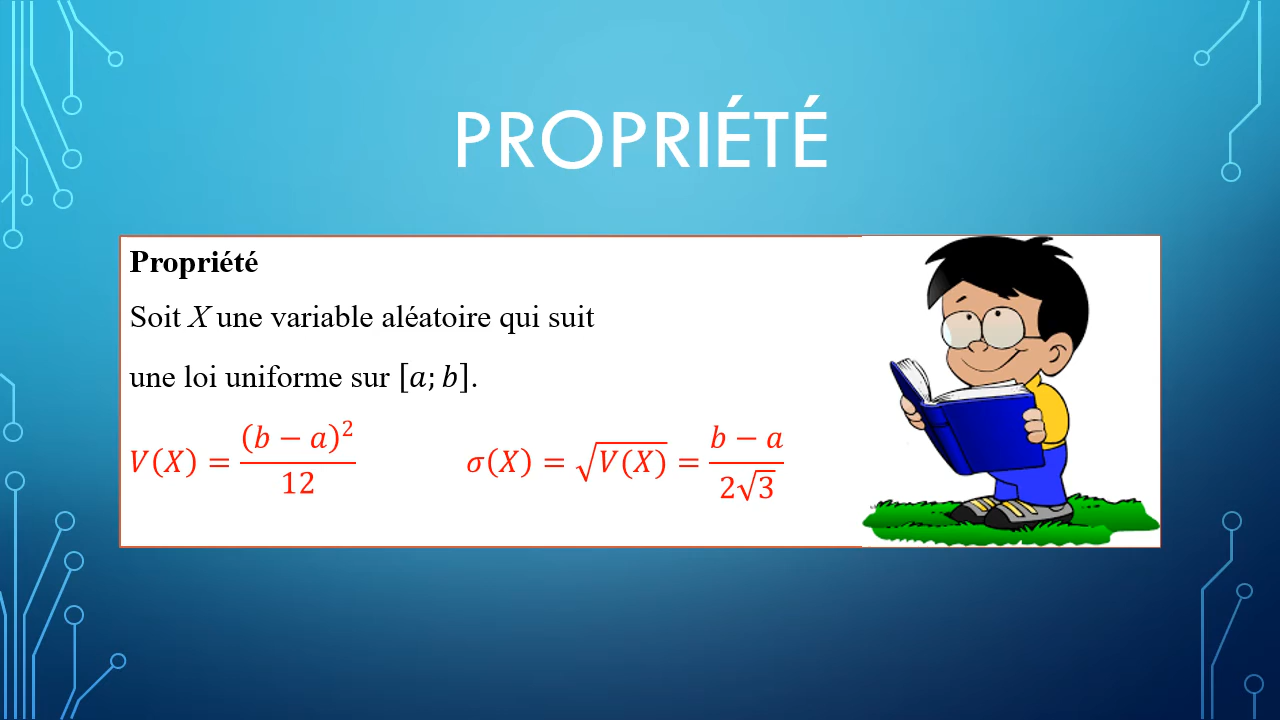 PROPRIÉTÉ
Propriété
Soit X une variable aléatoire qui suit
une loi uniforme sur [a; b].
V(X) = (b − a)²/12 σ(X) = √V(X) = (b − a)/(2√3)